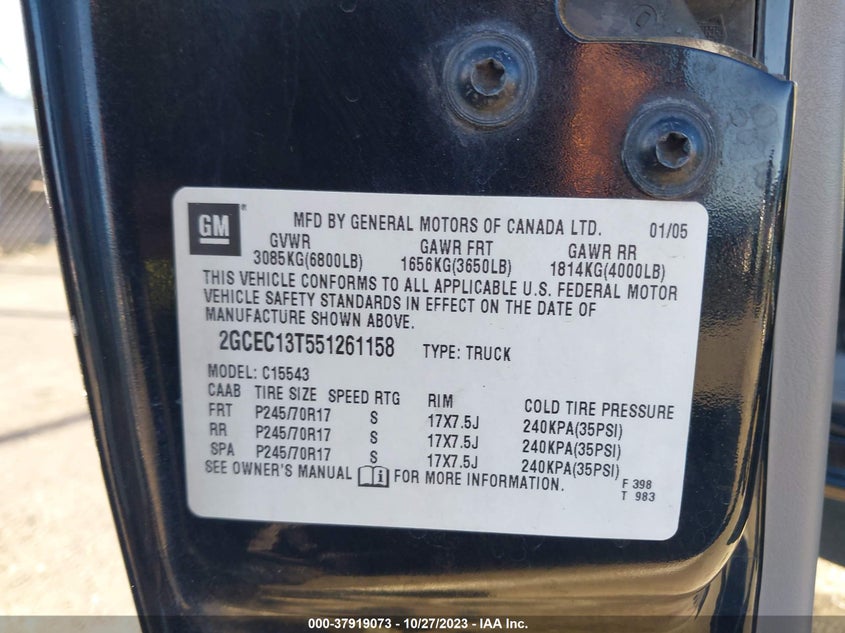 GM ® MFD BY GENERAL MOTORS OF CANADA LTD. 01/05
GVWR GAWR FRT GAWR RR
3085KG(6800LB) 1656KG(3650LB) 1814KG(4000LB)
THIS VEHICLE CONFORMS TO ALL APPLICABLE U.S. FEDERAL MOTOR
VEHICLE SAFETY STANDARDS IN EFFECT ON THE DATE OF
MANUFACTURE SHOWN ABOVE.
2GCEC13T551261158 TYPE: TRUCK
MODEL: C15543
CAAB TIRE SIZE SPEED RTG RIM COLD TIRE PRESSURE
FRT P245/70R17 S 17X7.5J 240KPA(35PSI)
RR P245/70R17 S 17X7.5J 240KPA(35PSI)
SPA P245/70R17 S 17X7.5J 240KPA(35PSI)
SEE OWNER'S MANUAL i FOR MORE INFORMATION.
F 398
T 983
000-37919073 - 10/27/2023 - IAA Inc.